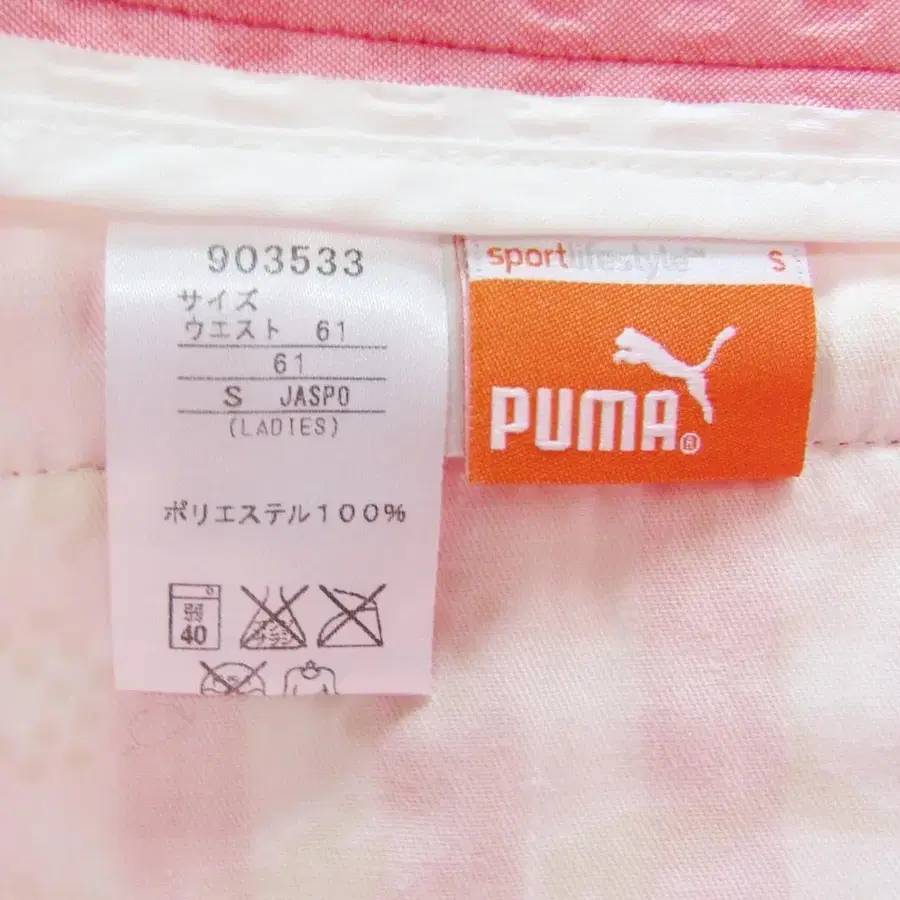 903533
サイズ
ウエスト 61
61
S JASPO
(LADIES)
ポリエステル100%
弱
40
sportlifestyle™ S
PUMA®